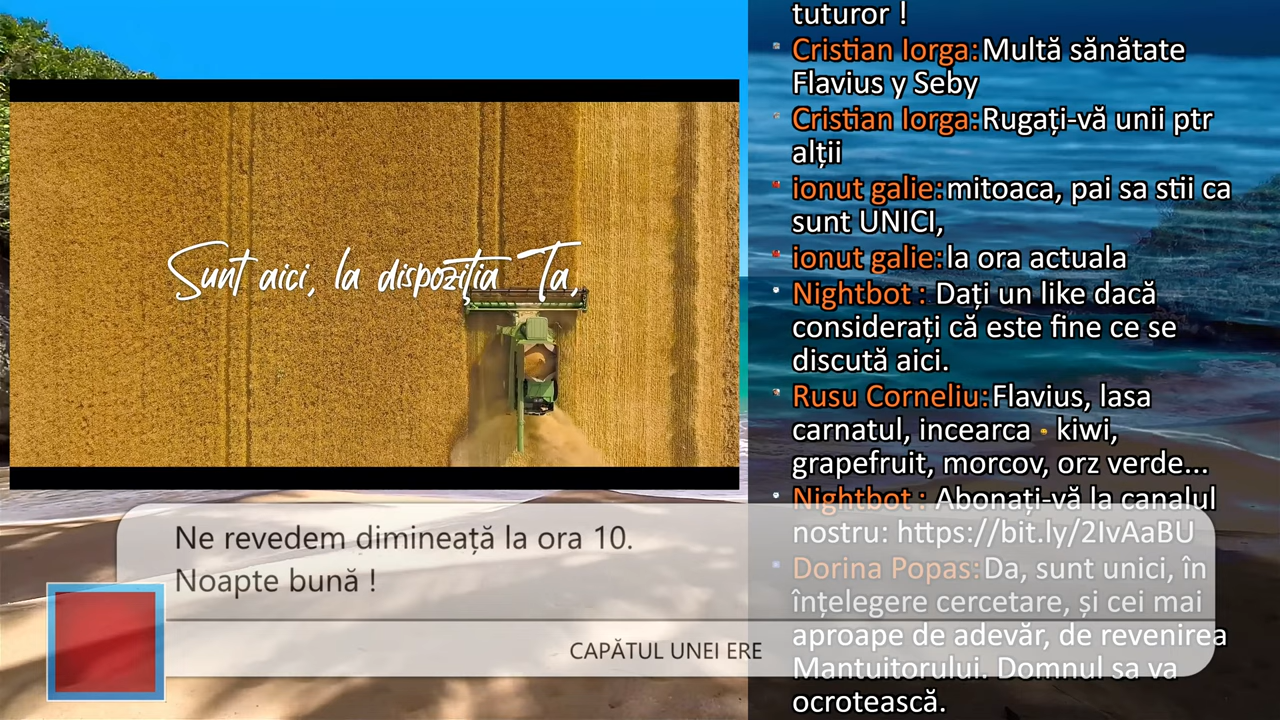 Sunt aici, la dispoziţia Ta,
tuturor !
Cristian Iorga: Multă sănătate
Flavius y Seby
Cristian Iorga: Rugați-vă unii ptr
alții
ionut galie: mitoaca, pai sa stii ca
sunt UNICI,
ionut galie: la ora actuala
Nightbot : Dați un like dacă
considerați că este fine ce se
discută aici.
Rusu Corneliu: Flavius, lasa
carnatul, incearca kiwi,
grapefruit, morcov, orz verde...
Nightbot : Abonați-vă la canalul
nostru: https://bit.ly/2IvAaBU
Dorina Popas: Da, sunt unici, în
înțelegere cercetare, și cei mai
aproape de adevăr, de revenirea
Mantuitorului. Domnul sa va
ocrotească.
Ne revedem dimineață la ora 10.
Noapte bună !
CAPĂTUL UNEI ERE